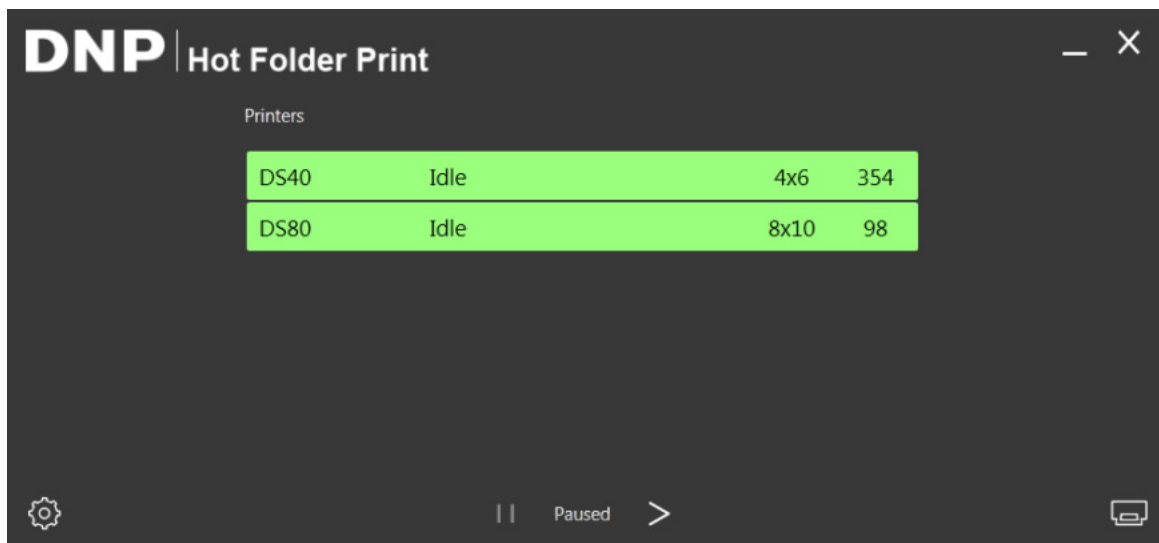 DNP Hot Folder Print
Printers
DS40 Idle 4x6 354
DS80 Idle 8x10 98
Paused